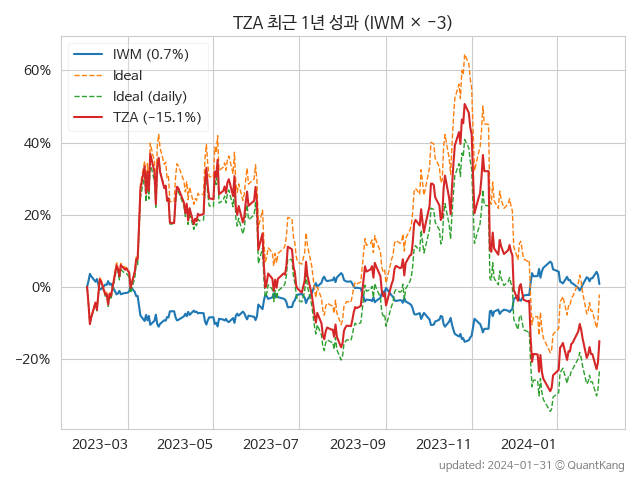 TZA 최근 1년 성과 (IWM × −3)
IWM (0.7%)
Ideal
Ideal (daily)
TZA (−15.1%)
60%
40%
20%
0%
−20%
2023-03 2023-05 2023-07 2023-09 2023-11 2024-01
updated: 2024-01-31 © QuantKang